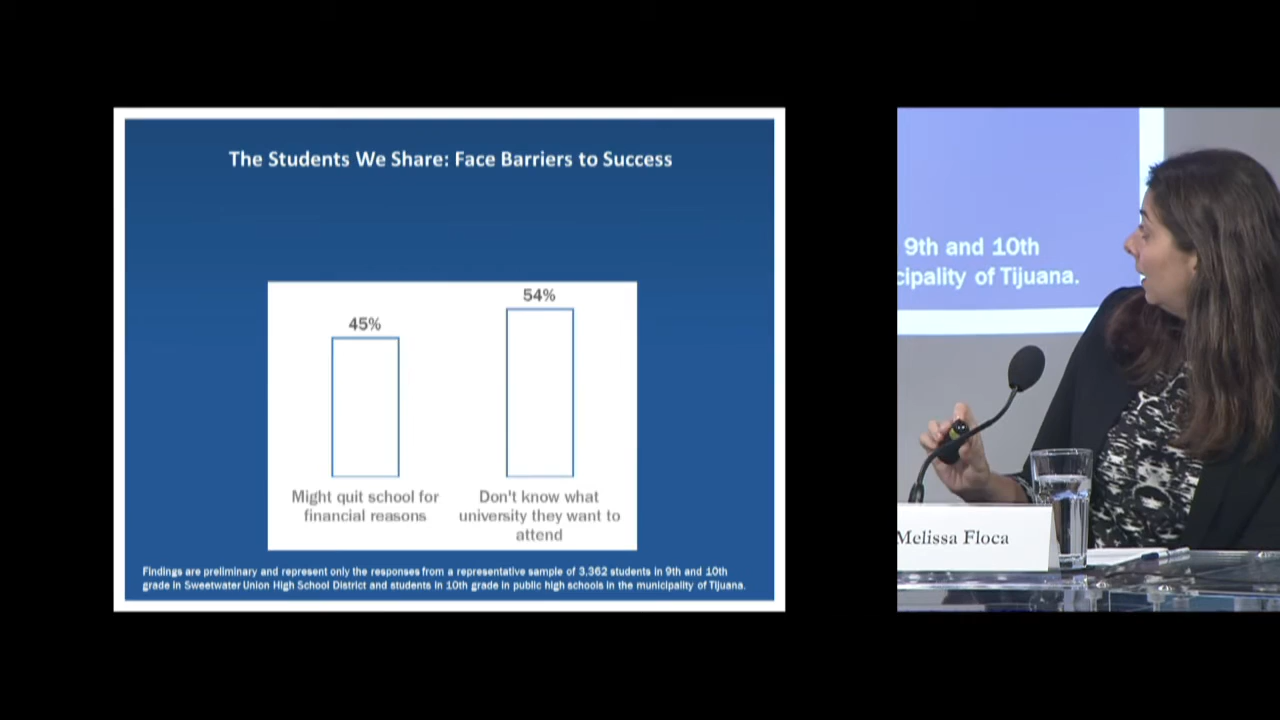 The Students We Share: Face Barriers to Success
45%
54%
Might quit school for
financial reasons
Don't know what
university they want to
attend
Findings are preliminary and represent only the responses from a representative sample of 3,362 students in 9th and 10th
grade in Sweetwater Union High School District and students in 10th grade in public high schools in the municipality of Tijuana.
9th and 10th
cipality of Tijuana.
Melissa Floca